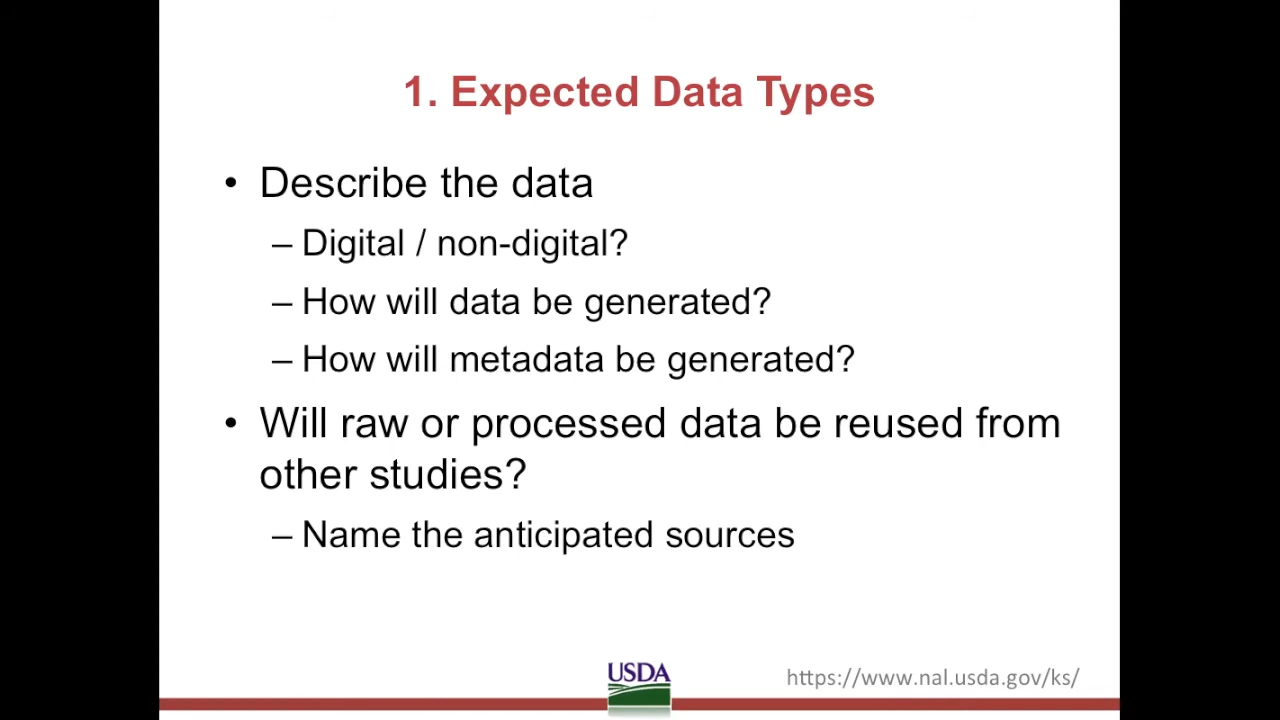 1. Expected Data Types
• Describe the data
– Digital / non-digital?
– How will data be generated?
– How will metadata be generated?
• Will raw or processed data be reused from
other studies?
– Name the anticipated sources
USDA
https://www.nal.usda.gov/ks/